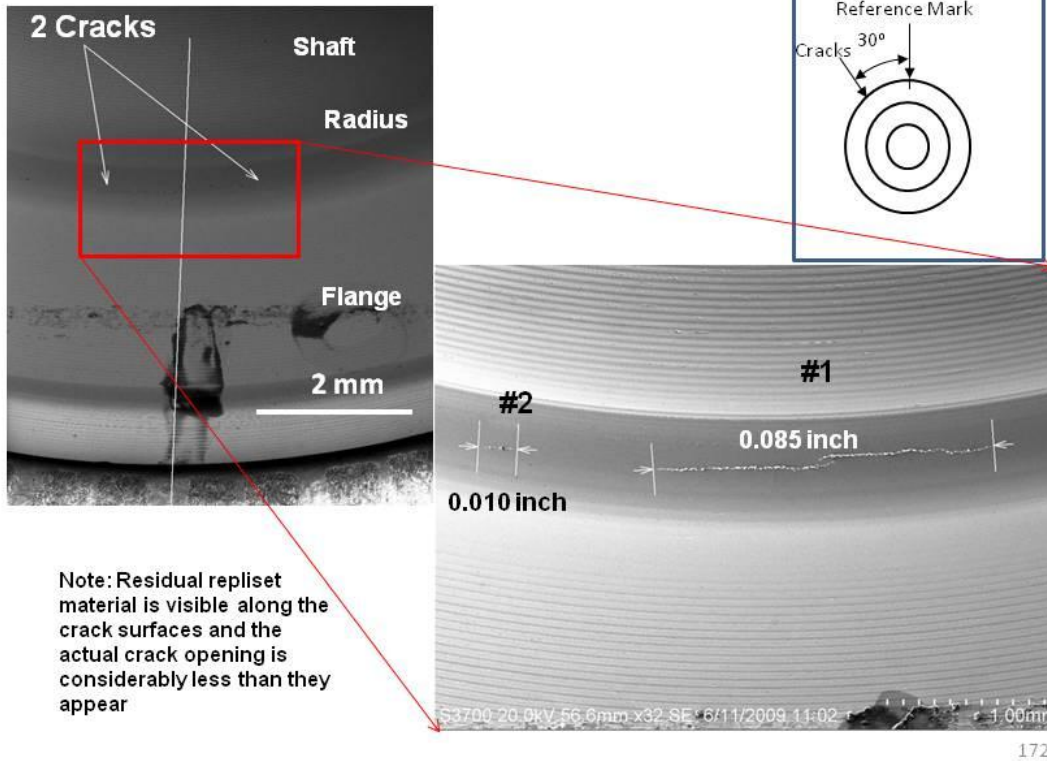 2 Cracks
Shaft
Radius
Flange
2 mm
Reference Mark
Cracks
30º
#1
#2
0.085 inch
0.010 inch
Note: Residual repliset
material is visible along the
crack surfaces and the
actual crack opening is
considerably less than they
appear
S3700 20.0kV 56.6mm x32 SE 6/11/2009 11:02
1.00mm
172